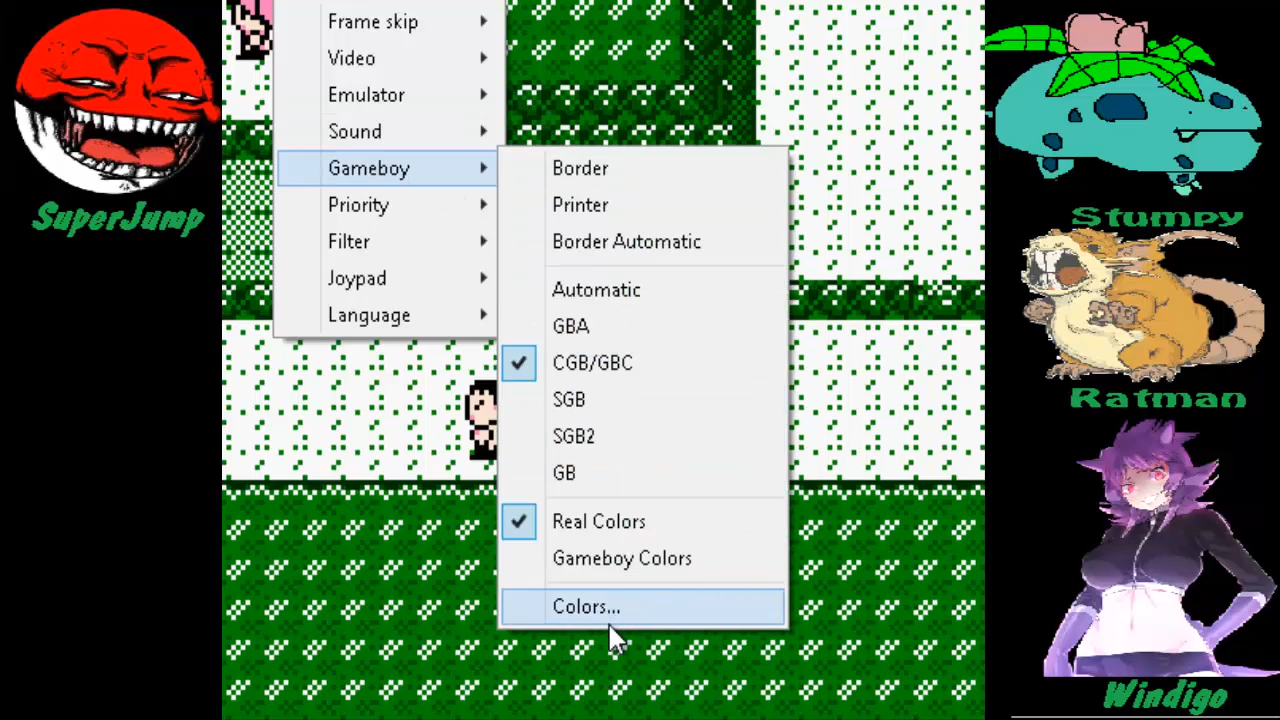 SuperJump
Frame skip
Video
Emulator
Sound
Gameboy
Priority
Filter
Joypad
Language
Border
Printer
Border Automatic
Automatic
GBA
CGB/GBC
SGB
SGB2
GB
Real Colors
Gameboy Colors
Colors...
Stumpy
Ratman
Windigo